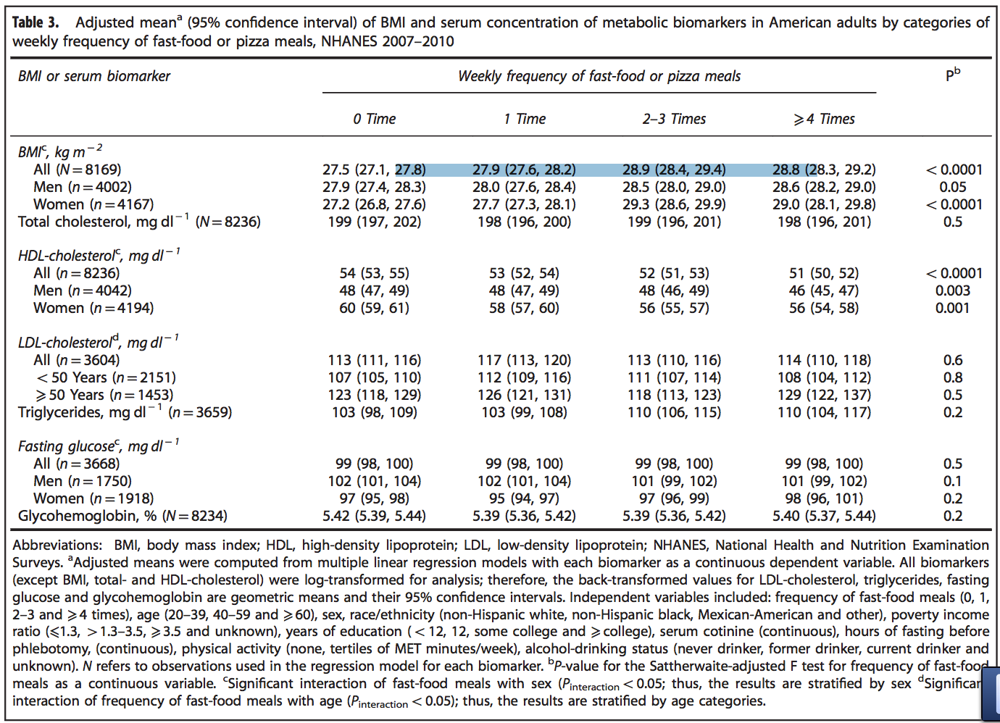 Table 3. Adjusted meanᵃ (95% confidence interval) of BMI and serum concentration of metabolic biomarkers in American adults by categories of
weekly frequency of fast-food or pizza meals, NHANES 2007–2010
BMI or serum biomarker Weekly frequency of fast-food or pizza meals Pᵇ
0 Time 1 Time 2–3 Times ⩾4 Times
BMIᶜ, kg m⁻²
All (N=8169) 27.5 (27.1, 27.8) 27.9 (27.6, 28.2) 28.9 (28.4, 29.4) 28.8 (28.3, 29.2) <0.0001
Men (n=4002) 27.9 (27.4, 28.3) 28.0 (27.6, 28.4) 28.5 (28.0, 29.0) 28.6 (28.2, 29.0) 0.05
Women (n=4167) 27.2 (26.8, 27.6) 27.7 (27.3, 28.1) 29.3 (28.6, 29.9) 29.0 (28.1, 29.8) <0.0001
Total cholesterol, mg dl⁻¹ (N=8236) 199 (197, 202) 198 (196, 200) 199 (196, 201) 198 (196, 201) 0.5
HDL-cholesterolᶜ, mg dl⁻¹
All (n=8236) 54 (53, 55) 53 (52, 54) 52 (51, 53) 51 (50, 52) <0.0001
Men (n=4042) 48 (47, 49) 48 (47, 49) 48 (46, 49) 46 (45, 47) 0.003
Women (n=4194) 60 (59, 61) 58 (57, 60) 56 (55, 57) 56 (54, 58) 0.001
LDL-cholesterolᵈ, mg dl⁻¹
All (n=3604) 113 (111, 116) 117 (113, 120) 113 (110, 116) 114 (110, 118) 0.6
<50 Years (n=2151) 107 (105, 110) 112 (109, 116) 111 (107, 114) 108 (104, 112) 0.8
⩾50 Years (n=1453) 123 (118, 129) 126 (121, 131) 118 (113, 123) 129 (122, 137) 0.5
Triglycerides, mg dl⁻¹ (n=3659) 103 (98, 109) 103 (99, 108) 110 (106, 115) 110 (104, 117) 0.2
Fasting glucoseᶜ, mg dl⁻¹
All (n=3668) 99 (98, 100) 99 (98, 100) 99 (98, 100) 99 (98, 100) 0.5
Men (n=1750) 102 (101, 104) 102 (101, 104) 101 (99, 102) 101 (99, 102) 0.1
Women (n=1918) 97 (95, 98) 95 (94, 97) 97 (96, 99) 98 (96, 101) 0.2
Glycohemoglobin, % (N=8234) 5.42 (5.39, 5.44) 5.39 (5.36, 5.42) 5.39 (5.36, 5.42) 5.40 (5.37, 5.44) 0.2
Abbreviations: BMI, body mass index; HDL, high-density lipoprotein; LDL, low-density lipoprotein; NHANES, National Health and Nutrition Examination
Surveys. ᵃAdjusted means were computed from multiple linear regression models with each biomarker as a continuous dependent variable. All biomarkers
(except BMI, total- and HDL-cholesterol) were log-transformed for analysis; therefore, the back-transformed values for LDL-cholesterol, triglycerides, fasting
glucose and glycohemoglobin are geometric means and their 95% confidence intervals. Independent variables included: frequency of fast-food meals (0, 1,
2–3 and ⩾4 times), age (20–39, 40–59 and ⩾60), sex, race/ethnicity (non-Hispanic white, non-Hispanic black, Mexican-American and other), poverty income
ratio (⩽1.3, >1.3–3.5, ⩾3.5 and unknown), years of education (<12, 12, some college and ⩾college), serum cotinine (continuous), hours of fasting before
phlebotomy, (continuous), physical activity (none, tertiles of MET minutes/week), alcohol-drinking status (never drinker, former drinker, current drinker and
unknown). N refers to observations used in the regression model for each biomarker. ᵇP-value for the Sattherwaite-adjusted F test for frequency of fast-food
meals as a continuous variable. ᶜSignificant interaction of fast-food meals with sex (Pinteraction<0.05; thus, the results are stratified by sex ᵈSignifican
interaction of frequency of fast-food meals with age (Pinteraction<0.05); thus, the results are stratified by age categories.